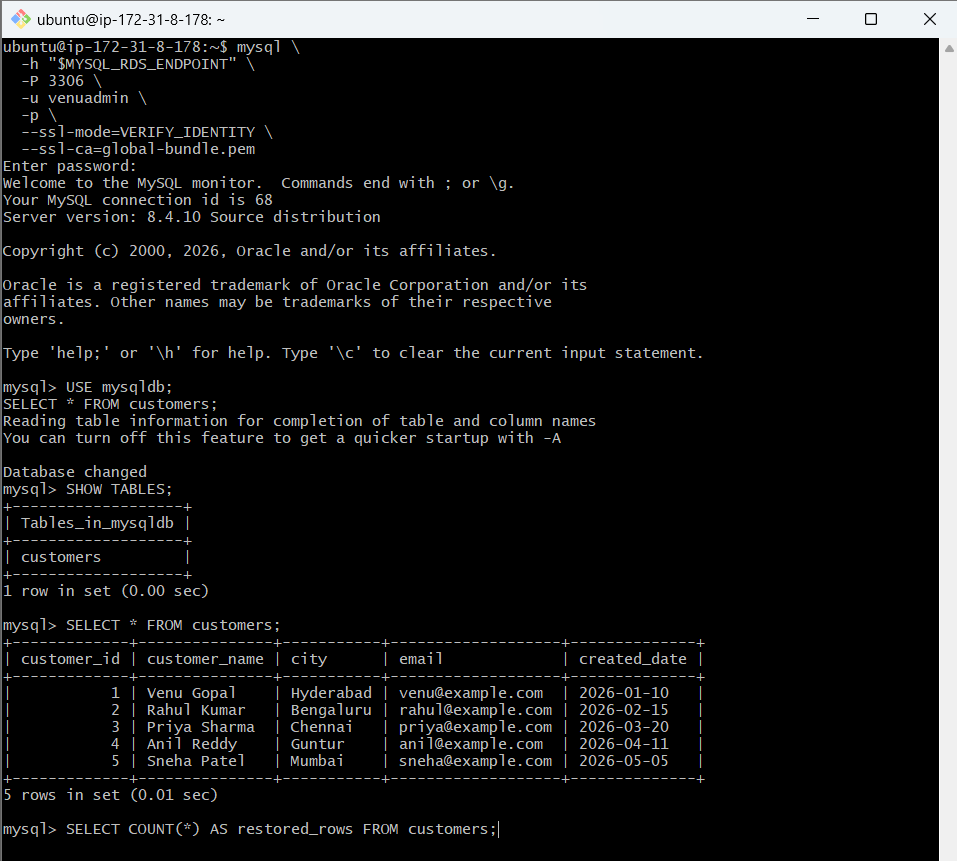 ubuntu@ip-172-31-8-178: ~
ubuntu@ip-172-31-8-178:~$ mysql \
  -h "$MYSQL_RDS_ENDPOINT" \
  -P 3306 \
  -u venuadmin \
  -p \
  --ssl-mode=VERIFY_IDENTITY \
  --ssl-ca=global-bundle.pem
Enter password:
Welcome to the MySQL monitor.  Commands end with ; or \g.
Your MySQL connection id is 68
Server version: 8.4.10 Source distribution

Copyright (c) 2000, 2026, Oracle and/or its affiliates.

Oracle is a registered trademark of Oracle Corporation and/or its
affiliates. Other names may be trademarks of their respective
owners.

Type 'help;' or '\h' for help. Type '\c' to clear the current input statement.

mysql> USE mysqldb;
SELECT * FROM customers;
Reading table information for completion of table and column names
You can turn off this feature to get a quicker startup with -A

Database changed
mysql> SHOW TABLES;
+-------------------+
| Tables_in_mysqldb |
+-------------------+
| customers         |
+-------------------+
1 row in set (0.00 sec)

mysql> SELECT * FROM customers;
+-------------+---------------+-----------+-------------------+--------------+
| customer_id | customer_name | city      | email             | created_date |
+-------------+---------------+-----------+-------------------+--------------+
|           1 | Venu Gopal    | Hyderabad | venu@example.com  | 2026-01-10   |
|           2 | Rahul Kumar   | Bengaluru | rahul@example.com | 2026-02-15   |
|           3 | Priya Sharma  | Chennai   | priya@example.com | 2026-03-20   |
|           4 | Anil Reddy    | Guntur    | anil@example.com  | 2026-04-11   |
|           5 | Sneha Patel   | Mumbai    | sneha@example.com | 2026-05-05   |
+-------------+---------------+-----------+-------------------+--------------+
5 rows in set (0.01 sec)

mysql> SELECT COUNT(*) AS restored_rows FROM customers;